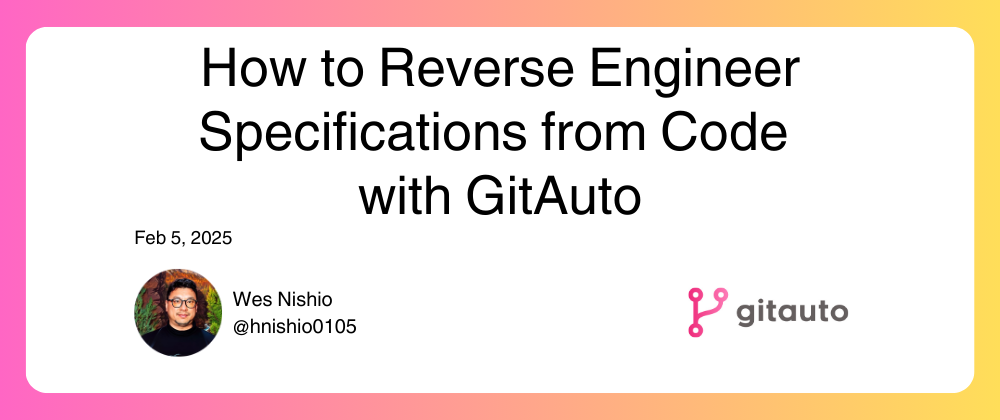 How to Reverse Engineer
Specifications from Code
with GitAuto
Feb 5, 2025
Wes Nishio
@hnishio0105
gitauto